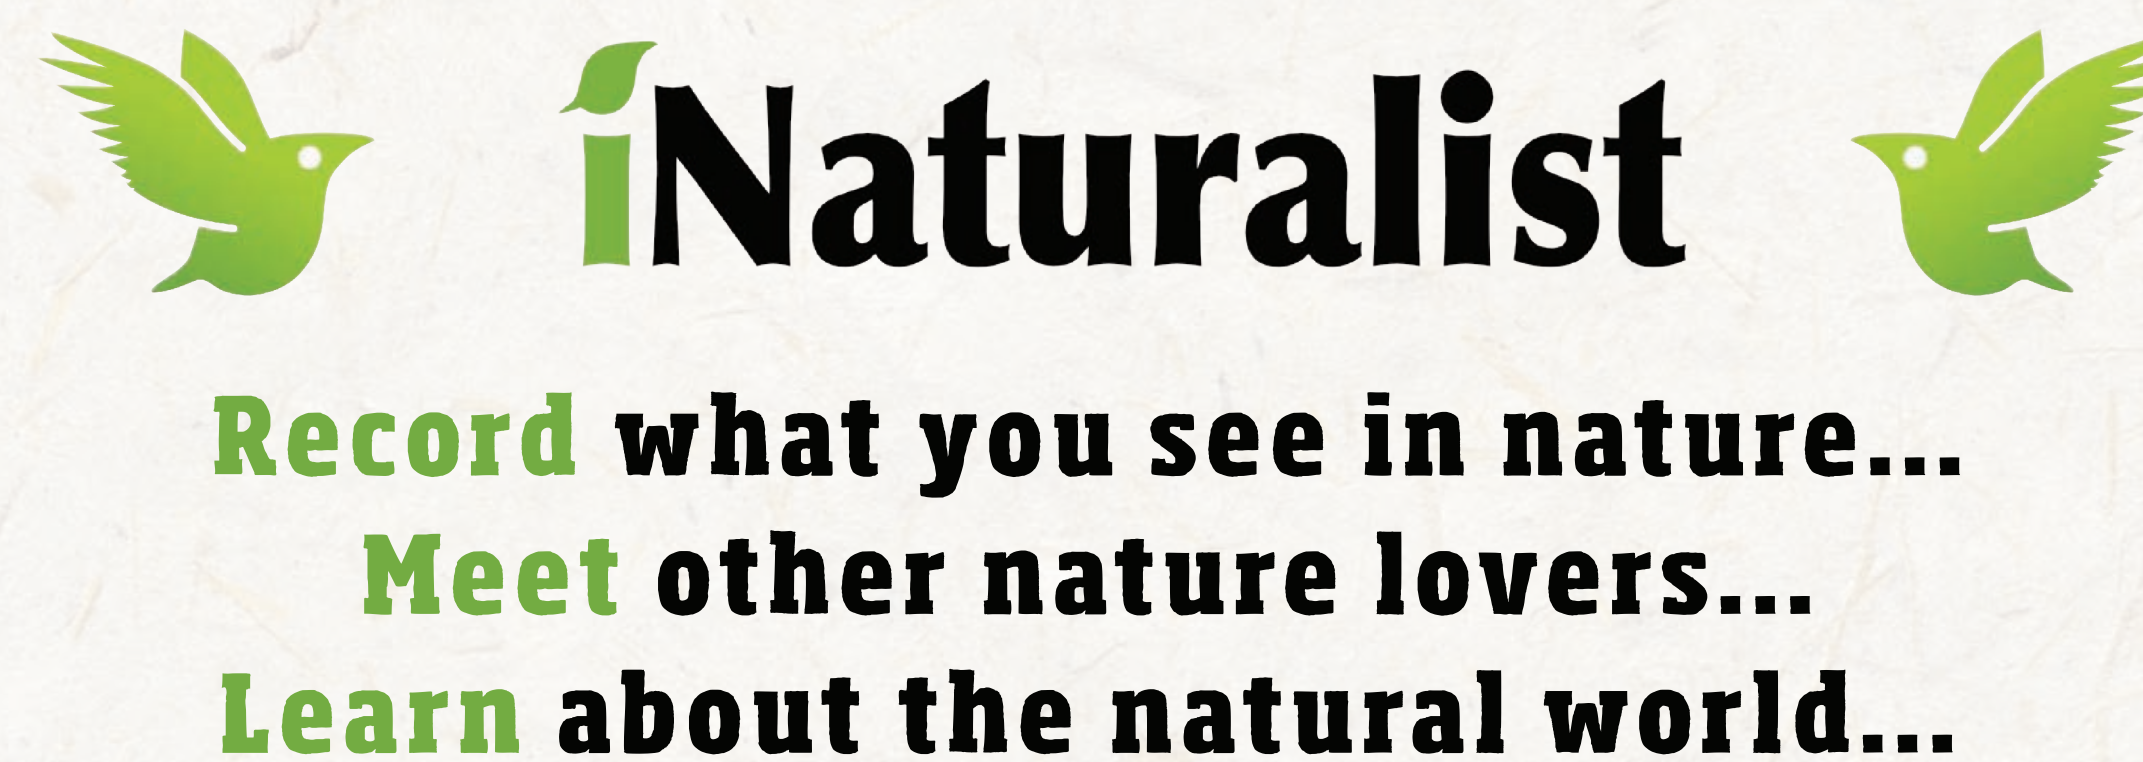 iNaturalist
Record what you see in nature...
Meet other nature lovers...
Learn about the natural world...